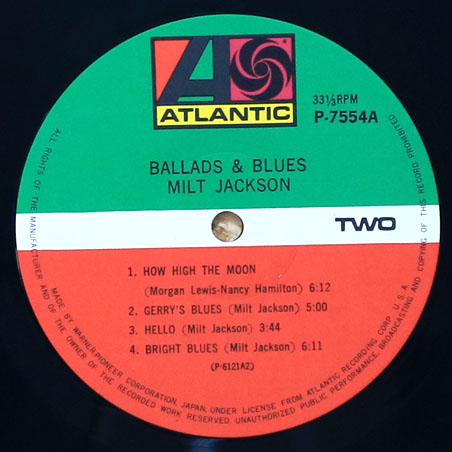 ATLANTIC
33⅓RPM
P-7554A
BALLADS & BLUES
MILT JACKSON
TWO
1. HOW HIGH THE MOON
(Morgan Lewis-Nancy Hamilton) 6:12
2. GERRY'S BLUES (Milt Jackson) 5:00
3. HELLO (Milt Jackson) 3:44
4. BRIGHT BLUES (Milt Jackson) 6:11
(P-6121A2)
MADE BY WARNER-PIONEER CORPORATION, JAPAN, UNDER LICENSE FROM ATLANTIC RECORDING CORP. U.S.A.
ALL RIGHTS OF THE MANUFACTURER AND OF THE OWNER OF THE RECORDED WORK RESERVED. UNAUTHORIZED PUBLIC PERFORMANCE, BROADCASTING AND COPYING OF THIS RECORD PROHIBITED